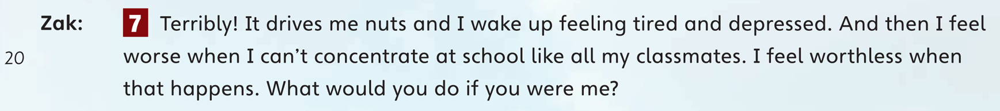 Zak: 7 Terribly! It drives me nuts and I wake up feeling tired and depressed. And then I feel
20 worse when I can't concentrate at school like all my classmates. I feel worthless when
that happens. What would you do if you were me?